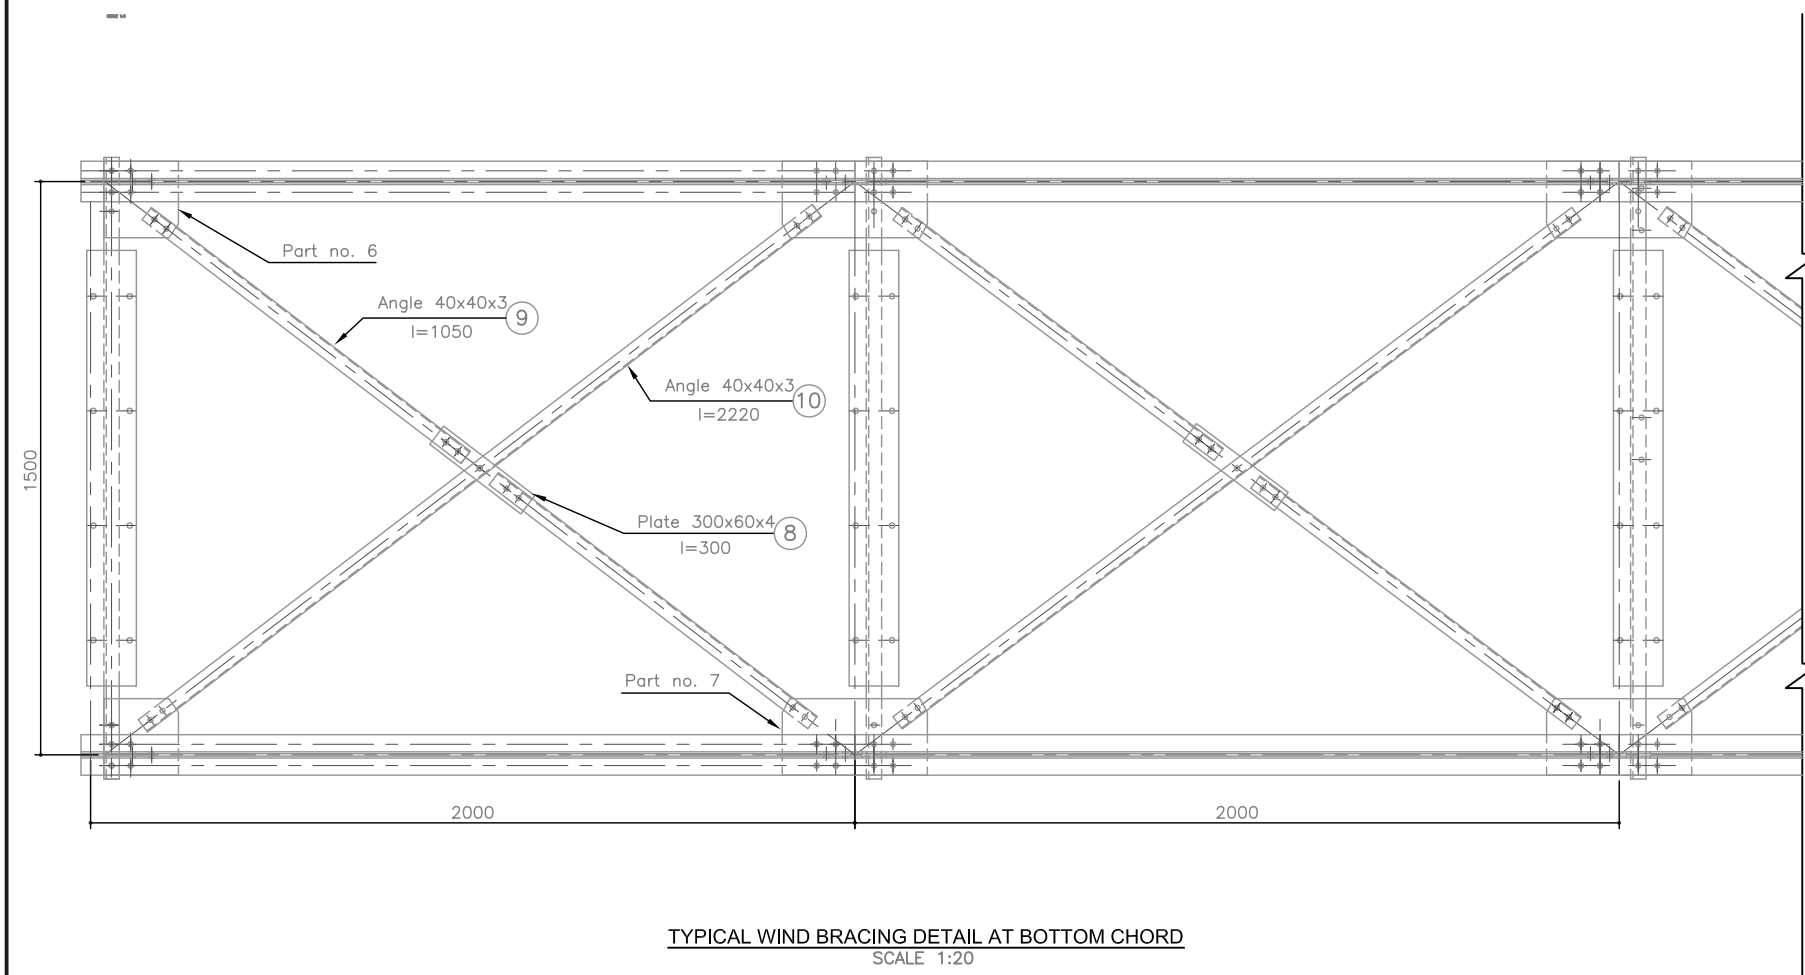 Part no. 6
Angle 40x40x3
9
l=1050
Angle 40x40x3
10
l=2220
1500
Plate 300x60x4
8
l=300
Part no. 7
2000
2000
TYPICAL WIND BRACING DETAIL AT BOTTOM CHORD
SCALE 1:20